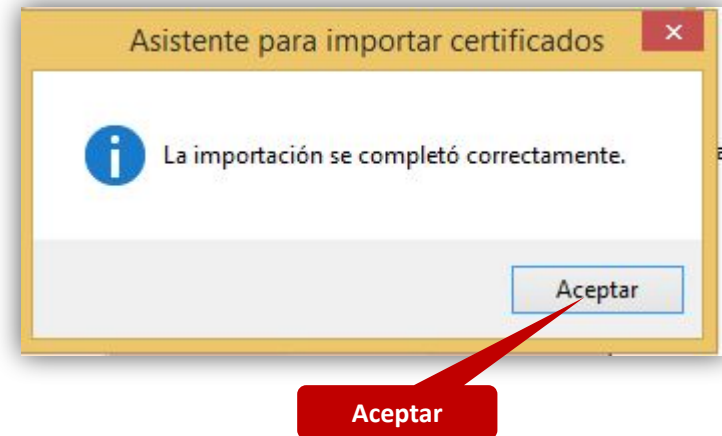 Asistente para importar certificados
La importación se completó correctamente.
Aceptar
Aceptar